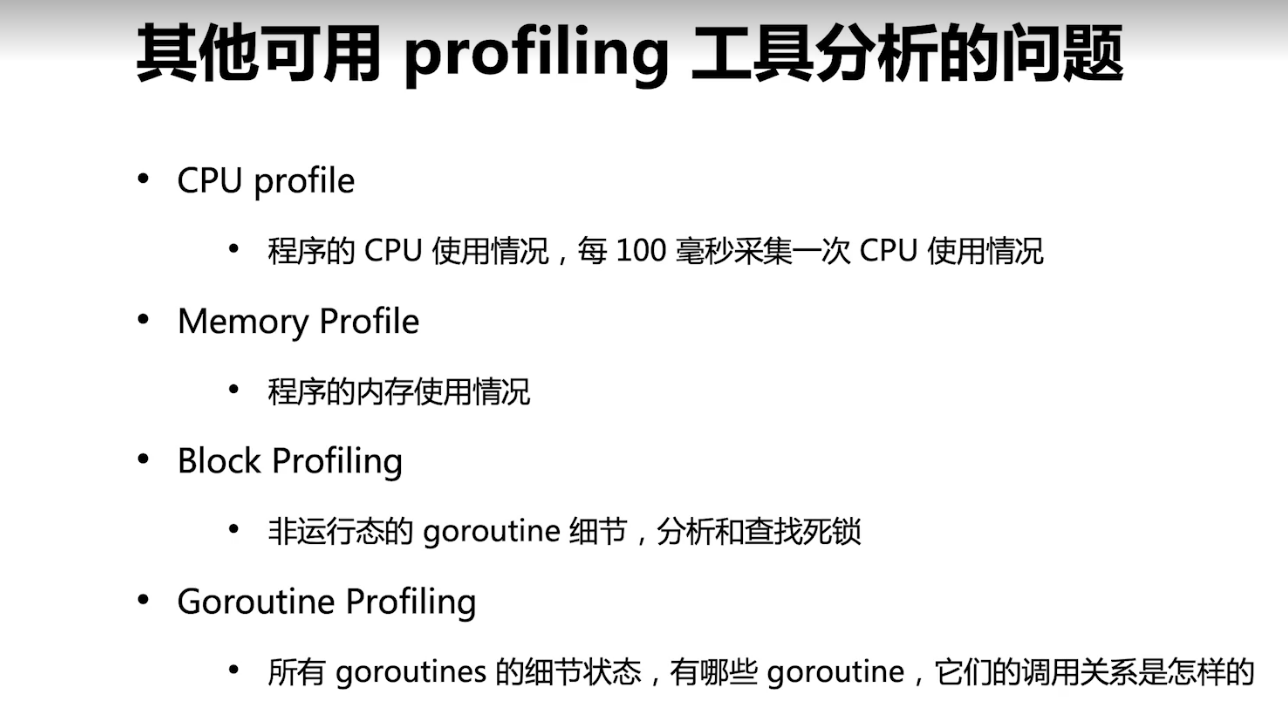 其他可用 profiling 工具分析的问题
• CPU profile
• 程序的 CPU 使用情况，每 100 毫秒采集一次 CPU 使用情况
• Memory Profile
• 程序的内存使用情况
• Block Profiling
• 非运行态的 goroutine 细节，分析和查找死锁
• Goroutine Profiling
• 所有 goroutines 的细节状态，有哪些 goroutine，它们的调用关系是怎样的